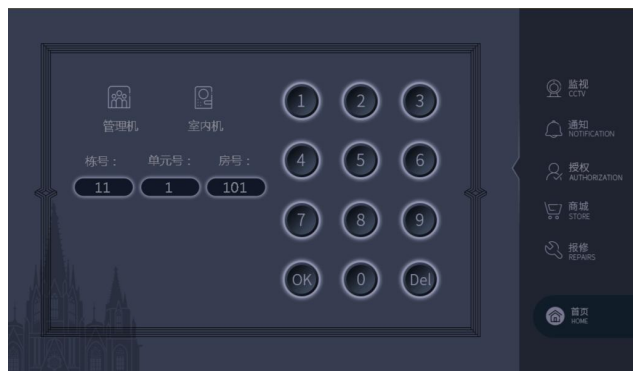 管理机 室内机
栋号： 单元号： 房号：
11 1 101
1 2 3
4 5 6
7 8 9
OK 0 Del
监视
CCTV
通知
NOTIFICATION
授权
AUTHORIZATION
商城
STORE
报修
REPAIRS
首页
HOME